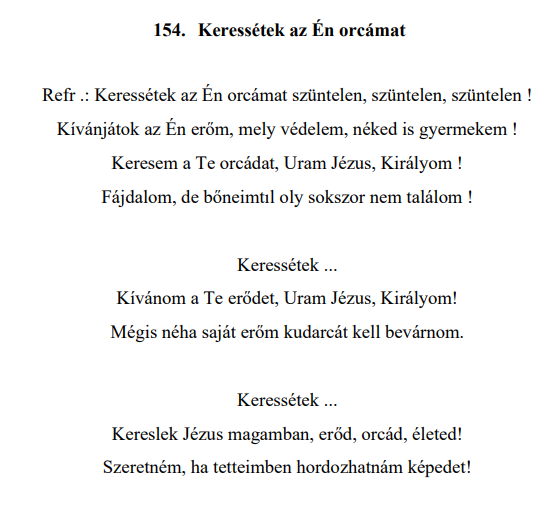 154. Keressétek az Én orcámat
Refr .: Keressétek az Én orcámat szüntelen, szüntelen, szüntelen !
Kívánjátok az Én erőm, mely védelem, néked is gyermekem !
Keresem a Te orcádat, Uram Jézus, Királyom !
Fájdalom, de bőneimtıl oly sokszor nem találom !
Keressétek ...
Kívánom a Te erődet, Uram Jézus, Királyom!
Mégis néha saját erőm kudarcát kell bevárnom.
Keressétek ...
Kereslek Jézus magamban, erőd, orcád, életed!
Szeretném, ha tetteimben hordozhatnám képedet!